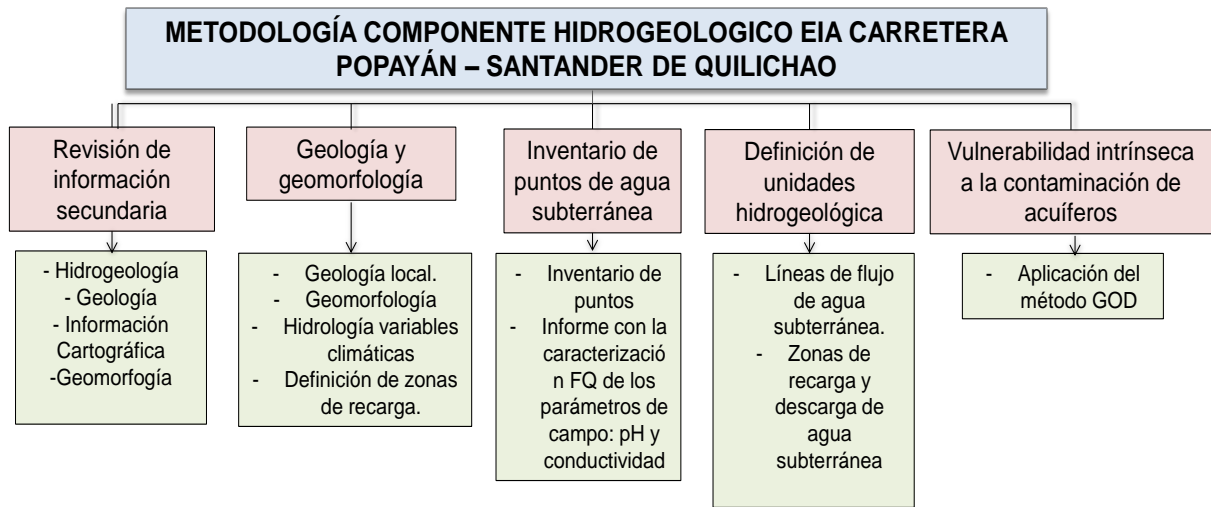 METODOLOGÍA COMPONENTE HIDROGEOLOGICO EIA CARRETERA
POPAYÁN – SANTANDER DE QUILICHAO
Revisión de
información
secundaria
- Hidrogeología
- Geología
- Información
Cartográfica
-Geomorfogía
Geología y
geomorfología
- Geología local.
- Geomorfología
- Hidrología variables
climáticas
- Definición de zonas
de recarga.
Inventario de
puntos de agua
subterránea
- Inventario de
puntos
- Informe con la
caracterizació
n FQ de los
parámetros de
campo: pH y
conductividad
Definición de
unidades
hidrogeológica
- Líneas de flujo
de agua
subterránea.
- Zonas de
recarga y
descarga de
agua
subterránea
Vulnerabilidad intrínseca
a la contaminación de
acuíferos
- Aplicación del
método GOD